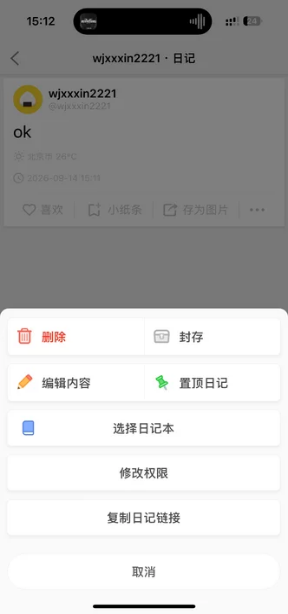 15:12
24
wjxxxin2221 · 日记
wjxxxin2221
@wjxxxin2221
ok
北京市 26°C
2026-09-14 15:11
喜欢
小纸条
存为图片
删除
封存
编辑内容
置顶日记
选择日记本
修改权限
复制日记链接
取消